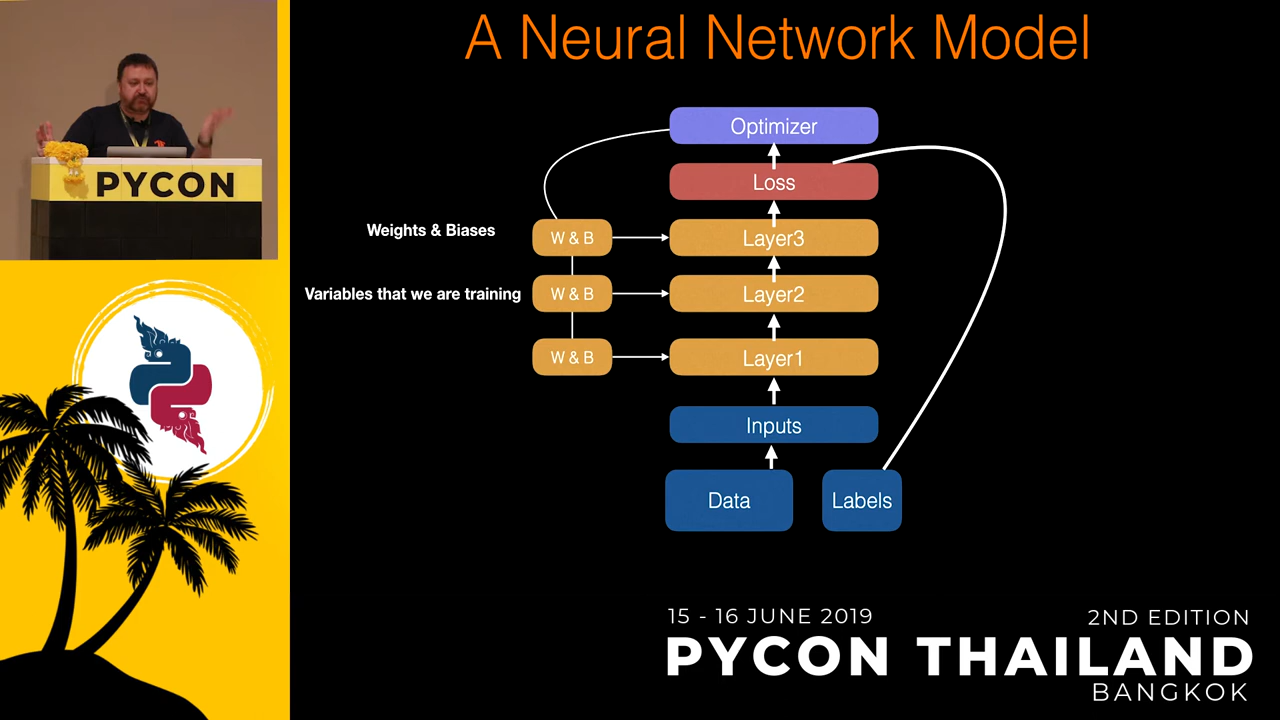 A Neural Network Model
PYCON
Optimizer
Loss
Weights & Biases
W & B
Layer3
Variables that we are training
W & B
Layer2
W & B
Layer1
Inputs
Data
Labels
15 - 16 JUNE 2019
2ND EDITION
PYCON THAILAND
BANGKOK